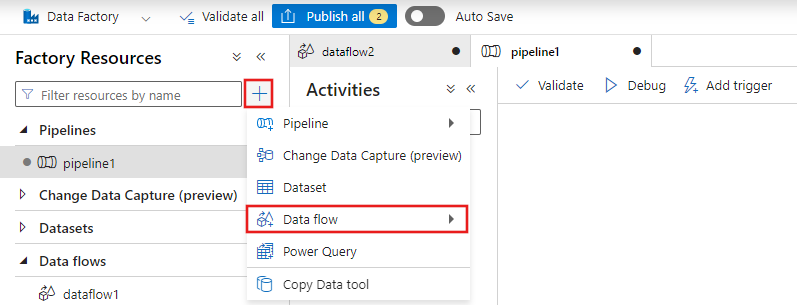 Data Factory
Validate all
Publish all 2
Auto Save
Factory Resources
Filter resources by name
Pipelines
pipeline1
Change Data Capture (preview)
Datasets
Data flows
dataflow1
dataflow2
pipeline1
Activities
Validate
Debug
Add trigger
Pipeline
Change Data Capture (preview)
Dataset
Data flow
Power Query
Copy Data tool